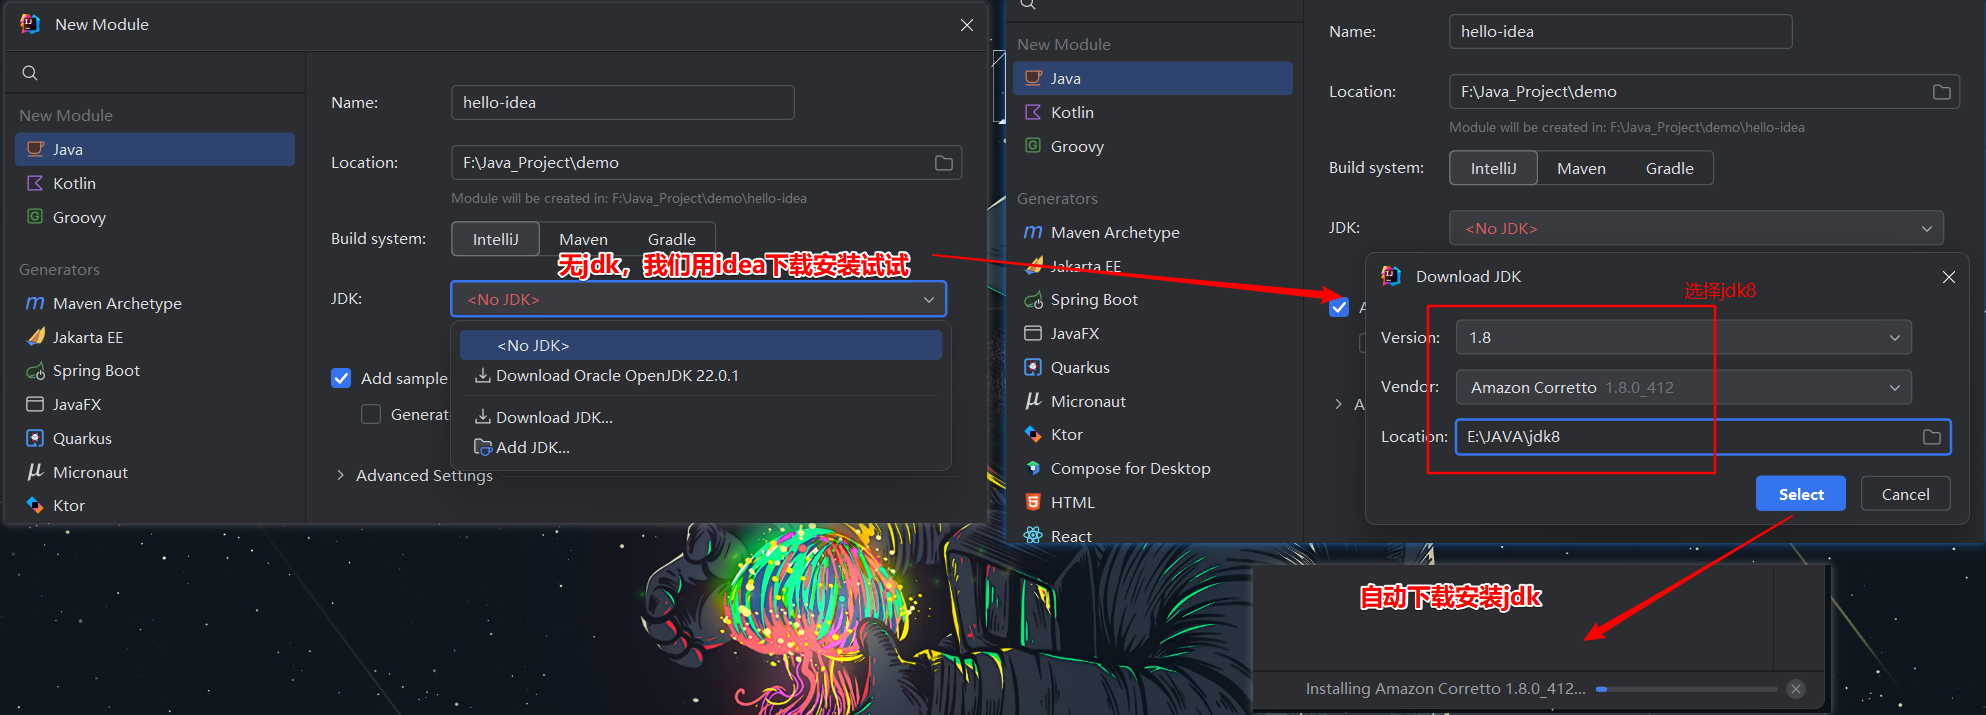 New Module
New Module
Java
Kotlin
Groovy
Generators
Maven Archetype
Jakarta EE
Spring Boot
JavaFX
Quarkus
Micronaut
Ktor
Name:
hello-idea
Location:
F:\Java_Project\demo
Module will be created in: F:\Java_Project\demo\hello-idea
Build system:
IntelliJ
Maven
Gradle
无jdk，我们用idea下载安装试试
JDK:
<No JDK>
<No JDK>
Download Oracle OpenJDK 22.0.1
Download JDK...
Add JDK...
Add sample
Generat
Advanced Settings
New Module
Java
Kotlin
Groovy
Generators
Maven Archetype
Jakarta EE
Spring Boot
JavaFX
Quarkus
Micronaut
Ktor
Compose for Desktop
HTML
React
Name:
hello-idea
Location:
F:\Java_Project\demo
Module will be created in: F:\Java_Project\demo\hello-idea
Build system:
IntelliJ
Maven
Gradle
JDK:
<No JDK>
A
A
Download JDK
选择jdk8
Version:
1.8
Vendor:
Amazon Corretto 1.8.0_412
Location:
E:\JAVA\jdk8
Select
Cancel
自动下载安装jdk
Installing Amazon Corretto 1.8.0_412...